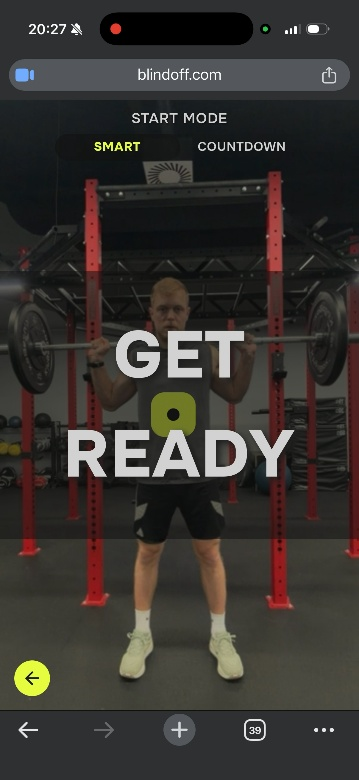 20:27
blindoff.com
START MODE
SMART COUNTDOWN
GET
READY
39